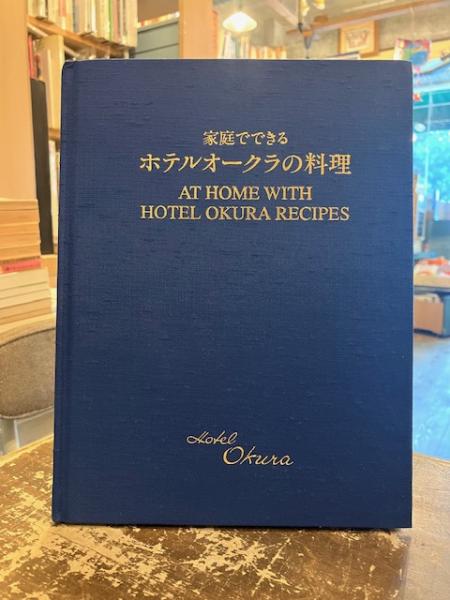 家庭でできる
ホテルオークラの料理
AT HOME WITH
HOTEL OKURA RECIPES
Hotel
Okura